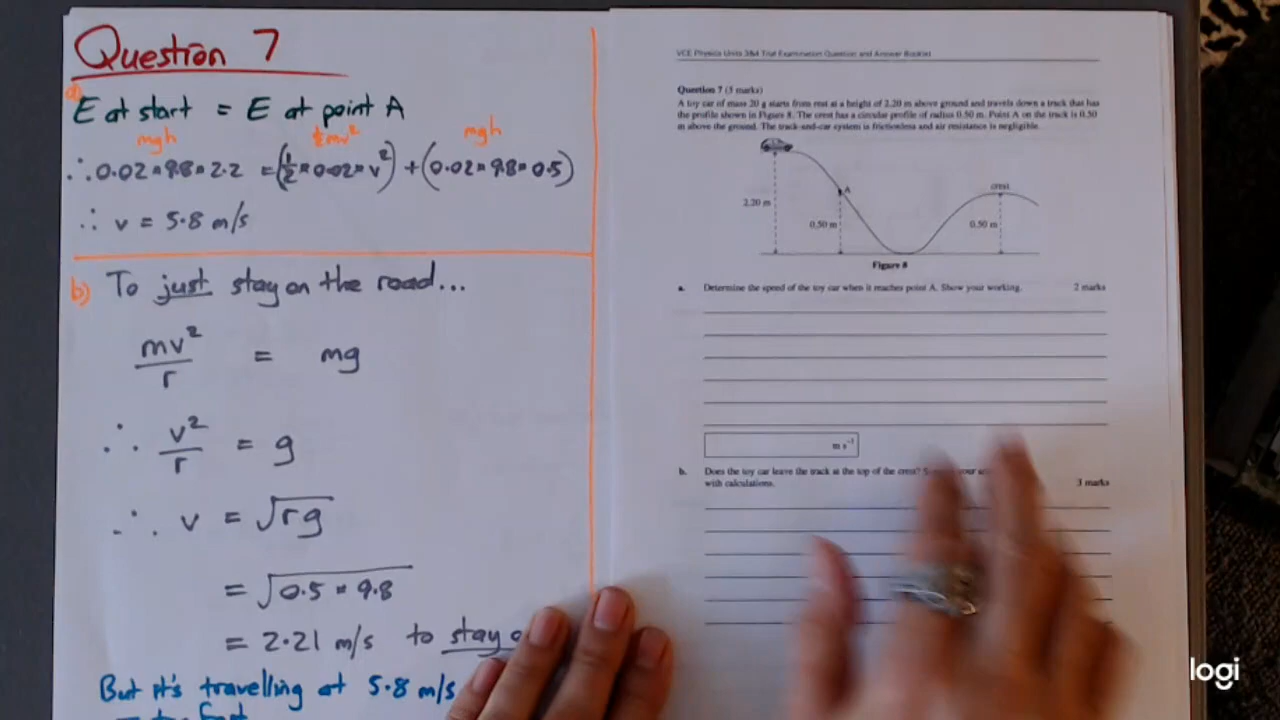 Question 7
a)
E at start = E at point A
mgh ½mv² mgh
∴ 0.02 × 9.8 × 2.2 = (½ × 0.02 × v²) + (0.02 × 9.8 × 0.5)
∴ v = 5.8 m/s
b) To just stay on the road...
mv²/r = mg
∴ v²/r = g
∴ v = √rg
= √0.5 × 9.8
= 2.21 m/s to stay
But it's travelling at 5.8 m/s
VCE Physics Units 3&4 Trial Examination Question and Answer Booklet
Question 7 (5 marks)
A toy car of mass 20 g starts from rest at a height of 2.20 m above ground and travels down a track that has
the profile shown in Figure 8. The crest has a circular profile of radius 0.50 m. Point A on the track is 0.50
m above the ground. The track-and-car system is frictionless and air resistance is negligible.
A
crest
2.20 m
0.50 m
0.50 m
Figure 8
a. Determine the speed of the toy car when it reaches point A. Show your working. 2 marks
m s⁻¹
b. Does the toy car leave the track at the top of the crest? your
with calculations. 3 marks
logi